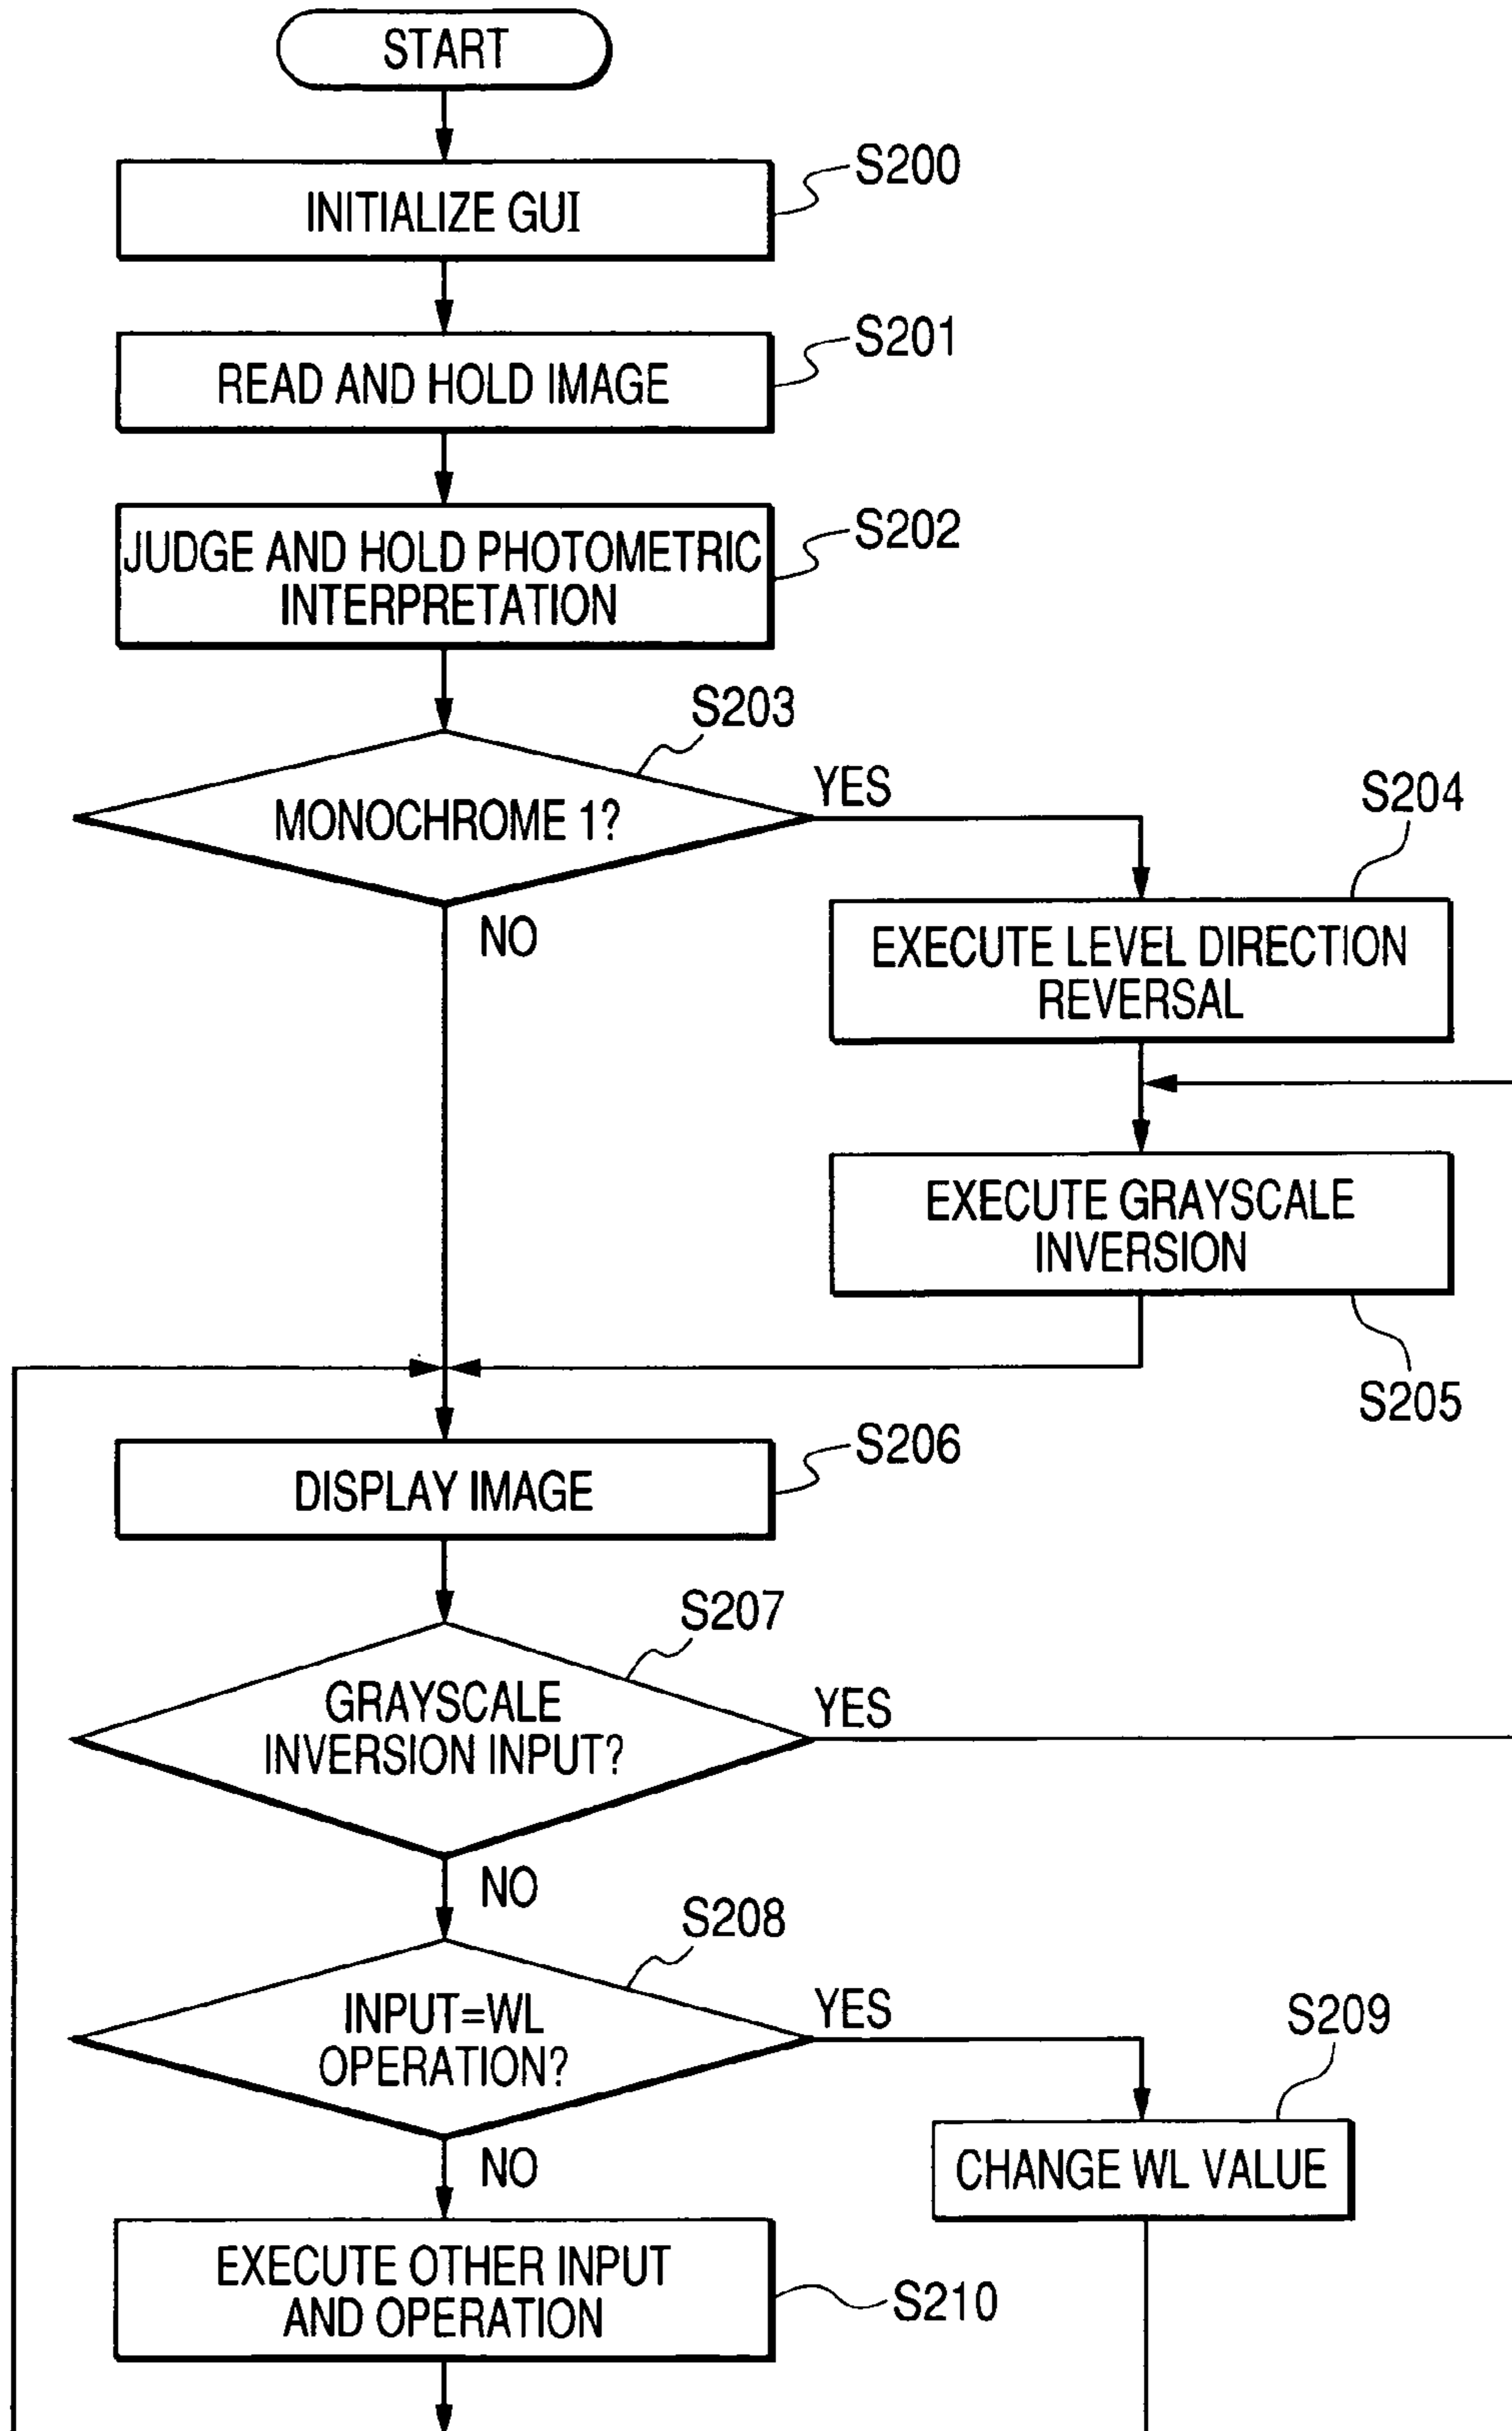 START
S200
INITIALIZE GUI
S201
READ AND HOLD IMAGE
S202
JUDGE AND HOLD PHOTOMETRIC
INTERPRETATION
S203
MONOCHROME 1?
YES
NO
S204
EXECUTE LEVEL DIRECTION
REVERSAL
EXECUTE GRAYSCALE
INVERSION
S205
S206
DISPLAY IMAGE
S207
GRAYSCALE
INVERSION INPUT?
YES
NO
S208
INPUT=WL
OPERATION?
YES
NO
S209
CHANGE WL VALUE
EXECUTE OTHER INPUT
AND OPERATION
S210